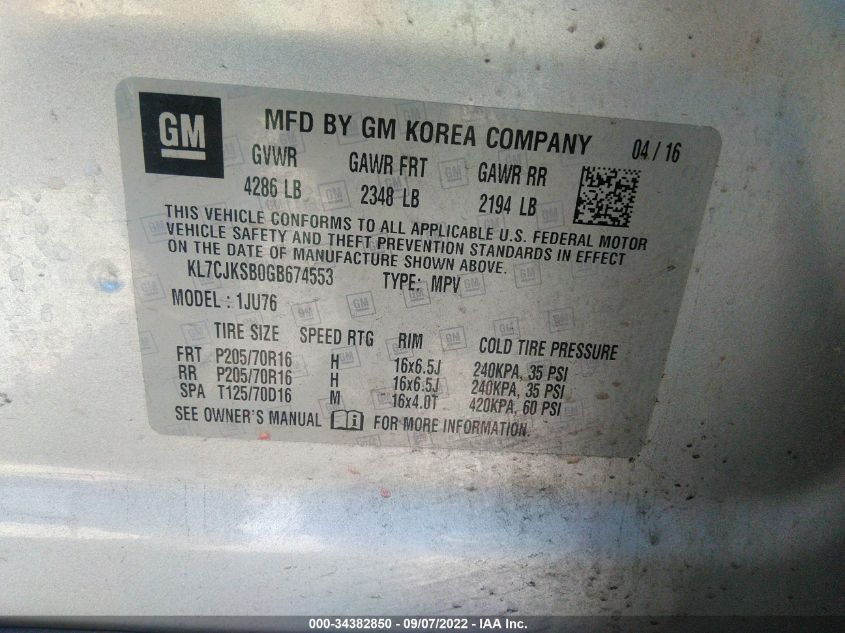 GM
MFD BY GM KOREA COMPANY 04 / 16
GVWR GAWR FRT GAWR RR
4286 LB 2348 LB 2194 LB
THIS VEHICLE CONFORMS TO ALL APPLICABLE U.S. FEDERAL MOTOR
VEHICLE SAFETY AND THEFT PREVENTION STANDARDS IN EFFECT
ON THE DATE OF MANUFACTURE SHOWN ABOVE.
KL7CJKSB0GB674553 TYPE: MPV
MODEL : 1JU76
TIRE SIZE SPEED RTG RIM COLD TIRE PRESSURE
FRT P205/70R16 H 16x6.5J 240KPA, 35 PSI
RR P205/70R16 H 16x6.5J 240KPA, 35 PSI
SPA T125/70D16 M 16x4.0T 420KPA, 60 PSI
SEE OWNER'S MANUAL FOR MORE INFORMATION.
000-34382850 - 09/07/2022 - IAA Inc.